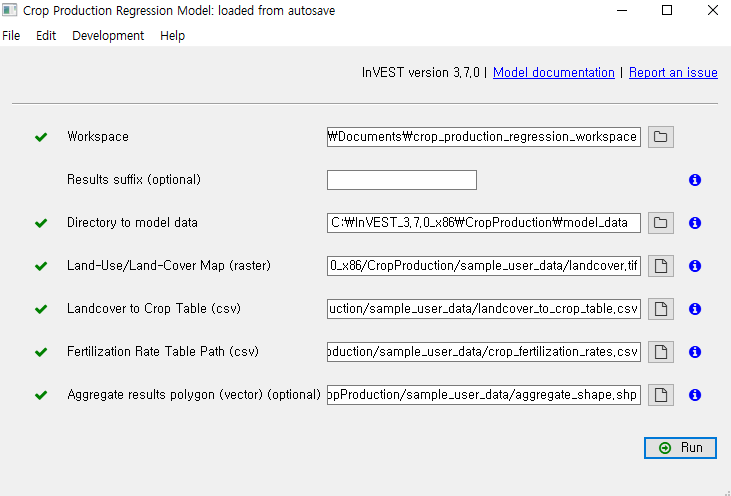 Crop Production Regression Model: loaded from autosave
File Edit Development Help
InVEST version 3.7.0 | Model documentation | Report an issue
Workspace ₩Documents₩crop_production_regression_workspace
Results suffix (optional)
Directory to model data C:₩InVEST_3.7.0_x86₩CropProduction₩model_data
Land-Use/Land-Cover Map (raster) 0_x86/CropProduction/sample_user_data/landcover.tif
Landcover to Crop Table (csv) uction/sample_user_data/landcover_to_crop_table.csv
Fertilization Rate Table Path (csv) oduction/sample_user_data/crop_fertilization_rates.csv
Aggregate results polygon (vector) (optional) opProduction/sample_user_data/aggregate_shape.shp
Run